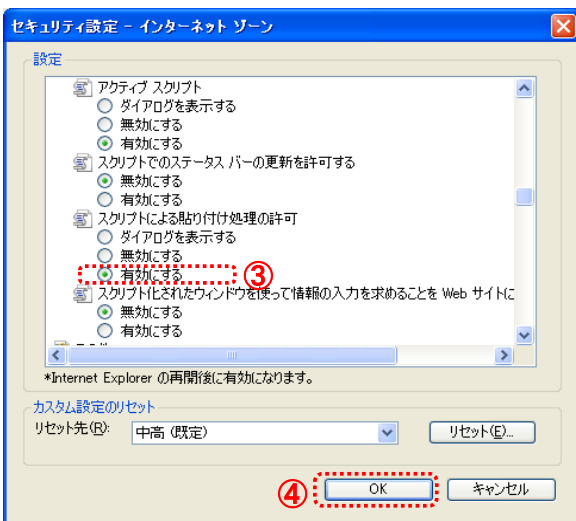 セキュリティ設定 - インターネット ゾーン
設定
アクティブ スクリプト
ダイアログを表示する
無効にする
有効にする
スクリプトでのステータス バーの更新を許可する
無効にする
有効にする
スクリプトによる貼り付け処理の許可
ダイアログを表示する
無効にする
有効にする ③
スクリプト化されたウィンドウを使って情報の入力を求めることを Web サイトに
無効にする
有効にする
*Internet Explorer の再開後に有効になります。
カスタム設定のリセット
リセット先(R): 中高 (既定) リセット(E)...
④ OK キャンセル